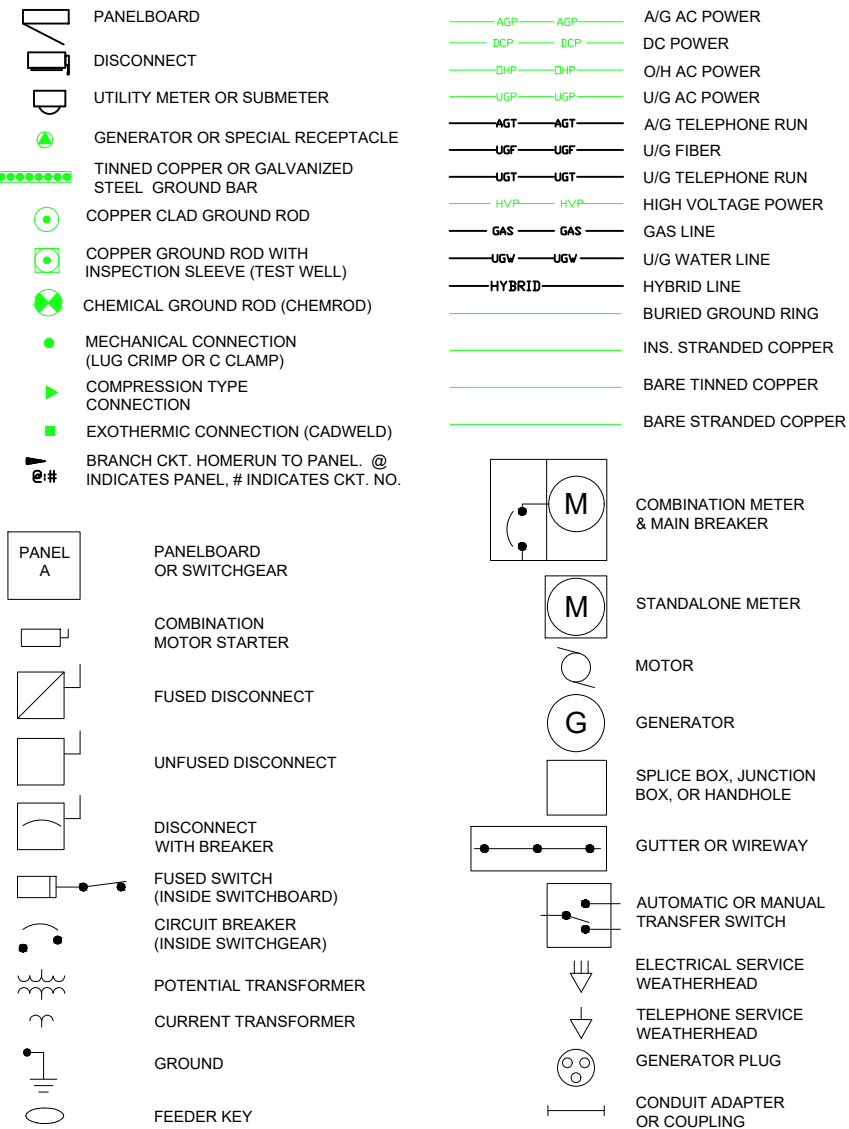 PANELBOARD
DISCONNECT
UTILITY METER OR SUBMETER
GENERATOR OR SPECIAL RECEPTACLE
TINNED COPPER OR GALVANIZED
STEEL GROUND BAR
COPPER CLAD GROUND ROD
COPPER GROUND ROD WITH
INSPECTION SLEEVE (TEST WELL)
CHEMICAL GROUND ROD (CHEMROD)
MECHANICAL CONNECTION
(LUG CRIMP OR C CLAMP)
COMPRESSION TYPE
CONNECTION
EXOTHERMIC CONNECTION (CADWELD)
@:#
BRANCH CKT. HOMERUN TO PANEL. @
INDICATES PANEL, # INDICATES CKT. NO.
PANEL
A
PANELBOARD
OR SWITCHGEAR
COMBINATION
MOTOR STARTER
FUSED DISCONNECT
UNFUSED DISCONNECT
DISCONNECT
WITH BREAKER
FUSED SWITCH
(INSIDE SWITCHBOARD)
CIRCUIT BREAKER
(INSIDE SWITCHGEAR)
POTENTIAL TRANSFORMER
CURRENT TRANSFORMER
GROUND
FEEDER KEY
AGP AGP A/G AC POWER
DCP DCP DC POWER
OHP OHP O/H AC POWER
UGP UGP U/G AC POWER
AGT AGT A/G TELEPHONE RUN
UGF UGF U/G FIBER
UGT UGT U/G TELEPHONE RUN
HVP HVP HIGH VOLTAGE POWER
GAS GAS GAS LINE
UGW UGW U/G WATER LINE
HYBRID HYBRID LINE
BURIED GROUND RING
INS. STRANDED COPPER
BARE TINNED COPPER
BARE STRANDED COPPER
M
COMBINATION METER
& MAIN BREAKER
M
STANDALONE METER
MOTOR
G
GENERATOR
SPLICE BOX, JUNCTION
BOX, OR HANDHOLE
GUTTER OR WIREWAY
AUTOMATIC OR MANUAL
TRANSFER SWITCH
ELECTRICAL SERVICE
WEATHERHEAD
TELEPHONE SERVICE
WEATHERHEAD
GENERATOR PLUG
CONDUIT ADAPTER
OR COUPLING